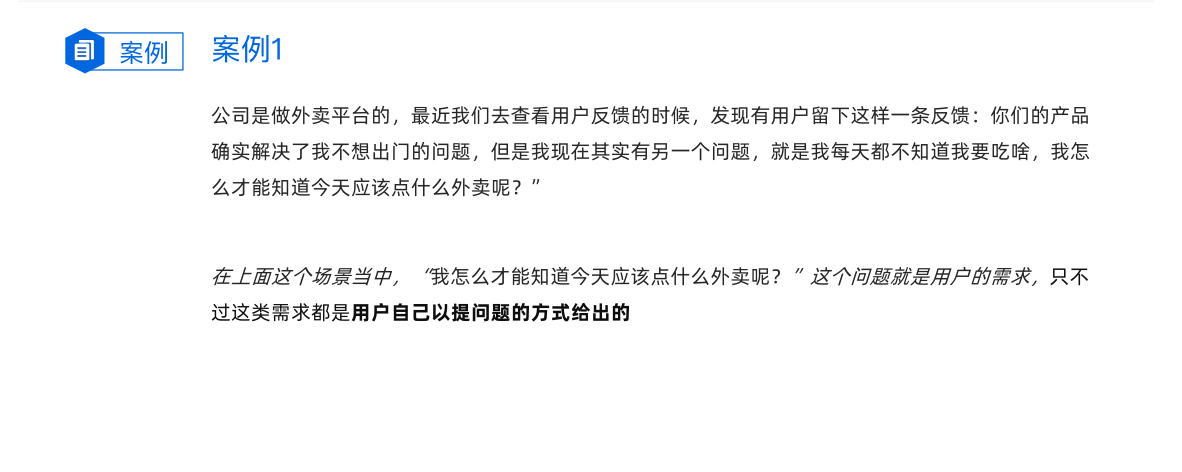 案例 案例1
公司是做外卖平台的，最近我们去查看用户反馈的时候，发现有用户留下这样一条反馈：你们的产品
确实解决了我不想出门的问题，但是我现在其实有另一个问题，就是我每天都不知道我要吃啥，我怎
么才能知道今天应该点什么外卖呢？”
在上面这个场景当中，“我怎么才能知道今天应该点什么外卖呢？”这个问题就是用户的需求，只不
过这类需求都是用户自己以提问题的方式给出的